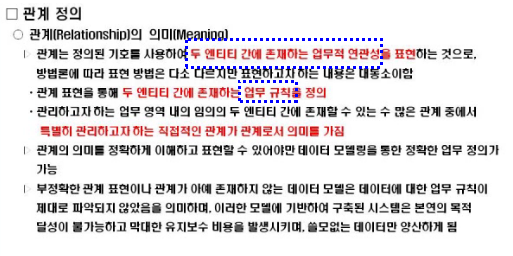 □ 관계 정의
○ 관계(Relationship)의 의미(Meaning)
▷ 관계는 정의된 기호를 사용하여 두 엔티티 간에 존재하는 업무적 연관성을 표현하는 것으로,
방법론에 따라 표현 방법은 다소 다르지만 표현하고자 하는 내용은 대동소이함
• 관계 표현을 통해 두 엔티티 간에 존재하는 업무 규칙을 정의
• 관리하고자 하는 업무 영역 내의 임의의 두 엔티티 간에 존재할 수 있는 수 많은 관계 중에서
특별히 관리하고자 하는 직접적인 관계가 관계로서 의미를 가짐
▷ 관계의 의미를 정확하게 이해하고 표현할 수 있어야만 데이터 모델링을 통한 정확한 업무 정의가
가능
▷ 부정확한 관계 표현이나 관계가 아예 존재하지 않는 데이터 모델은 데이터에 대한 업무 규칙이
제대로 파악되지 않았음을 의미하며, 이러한 모델에 기반하여 구축된 시스템은 본연의 목적
달성이 불가능하고 막대한 유지보수 비용을 발생시키며, 쓸모없는 데이터만 양산하게 됨